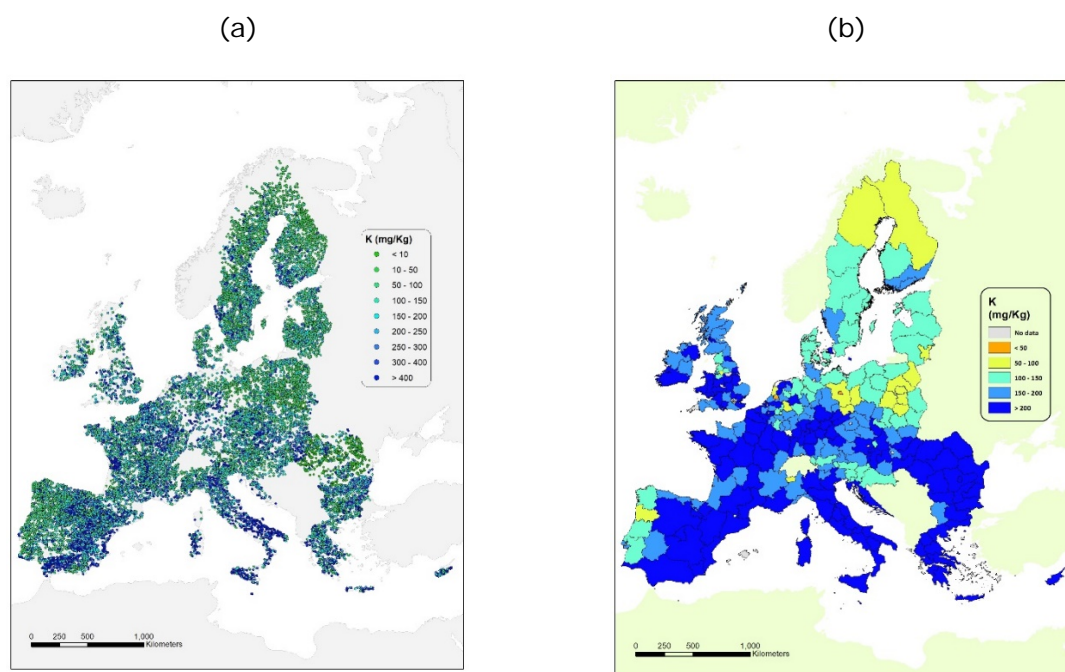 (a)
(b)
K (mg/Kg)
< 10
10 - 50
50 - 100
100 - 150
150 - 200
200 - 250
250 - 300
300 - 400
> 400
0 250 500 1,000
Kilometers
K
(mg/Kg)
No data
< 50
50 - 100
100 - 150
150 - 200
> 200
0 250 500 1,000
Kilometers